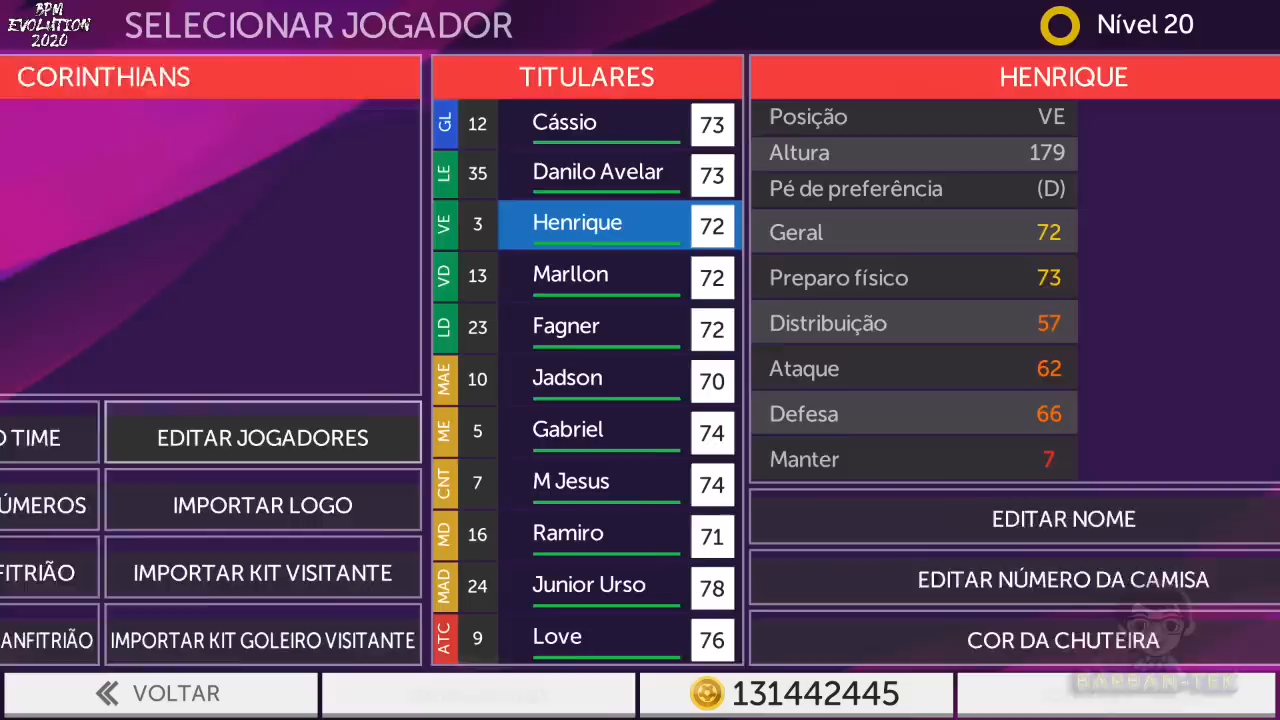 BPM
EVOLUTION
2020
SELECIONAR JOGADOR
Nível 20
CORINTHIANS
O TIME
EDITAR JOGADORES
ÚMEROS
IMPORTAR LOGO
FITRIÃO
IMPORTAR KIT VISITANTE
ANFITRIÃO
IMPORTAR KIT GOLEIRO VISITANTE
TITULARES
GL 12 Cássio 73
LE 35 Danilo Avelar 73
VE 3 Henrique 72
VD 13 Marllon 72
LD 23 Fagner 72
MAE 10 Jadson 70
ME 5 Gabriel 74
CNT 7 M Jesus 74
MD 16 Ramiro 71
MAD 24 Junior Urso 78
ATC 9 Love 76
HENRIQUE
Posição VE
Altura 179
Pé de preferência (D)
Geral 72
Preparo físico 73
Distribuição 57
Ataque 62
Defesa 66
Manter 7
EDITAR NOME
EDITAR NÚMERO DA CAMISA
COR DA CHUTEIRA
BARBAN-TEK
VOLTAR
131442445